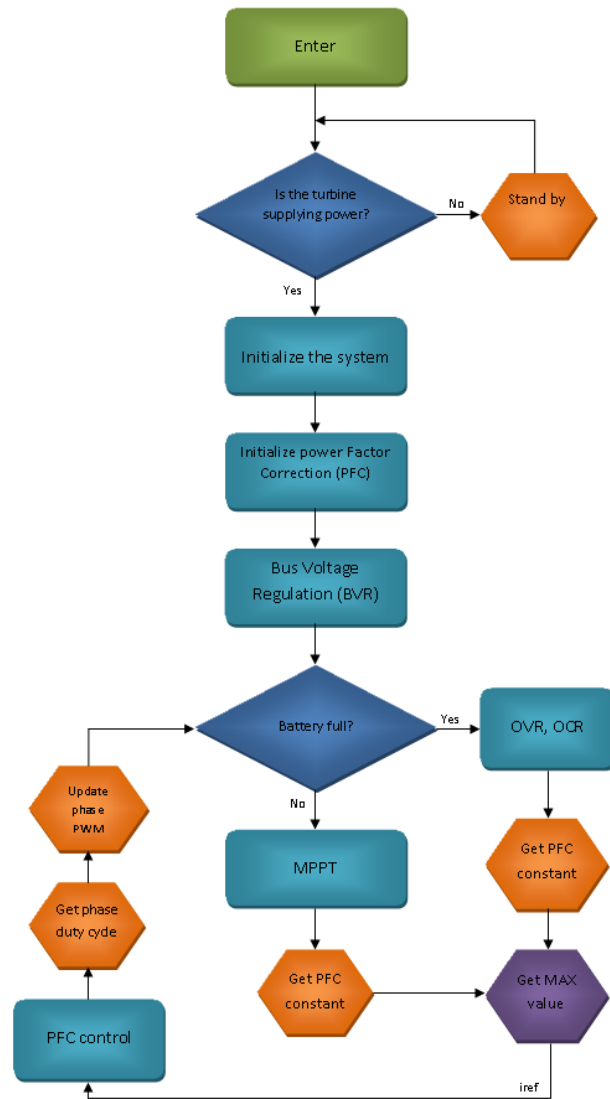 Enter
Is the turbine
supplying power?
No
Stand by
Yes
Initialize the system
Initialize power Factor
Correction (PFC)
Bus Voltage
Regulation (BVR)
Battery full?
Yes
OVR, OCR
Update
phase
PWM
No
MPPT
Get PFC
constant
Get phase
duty cycle
Get PFC
constant
Get MAX
value
PFC control
iref